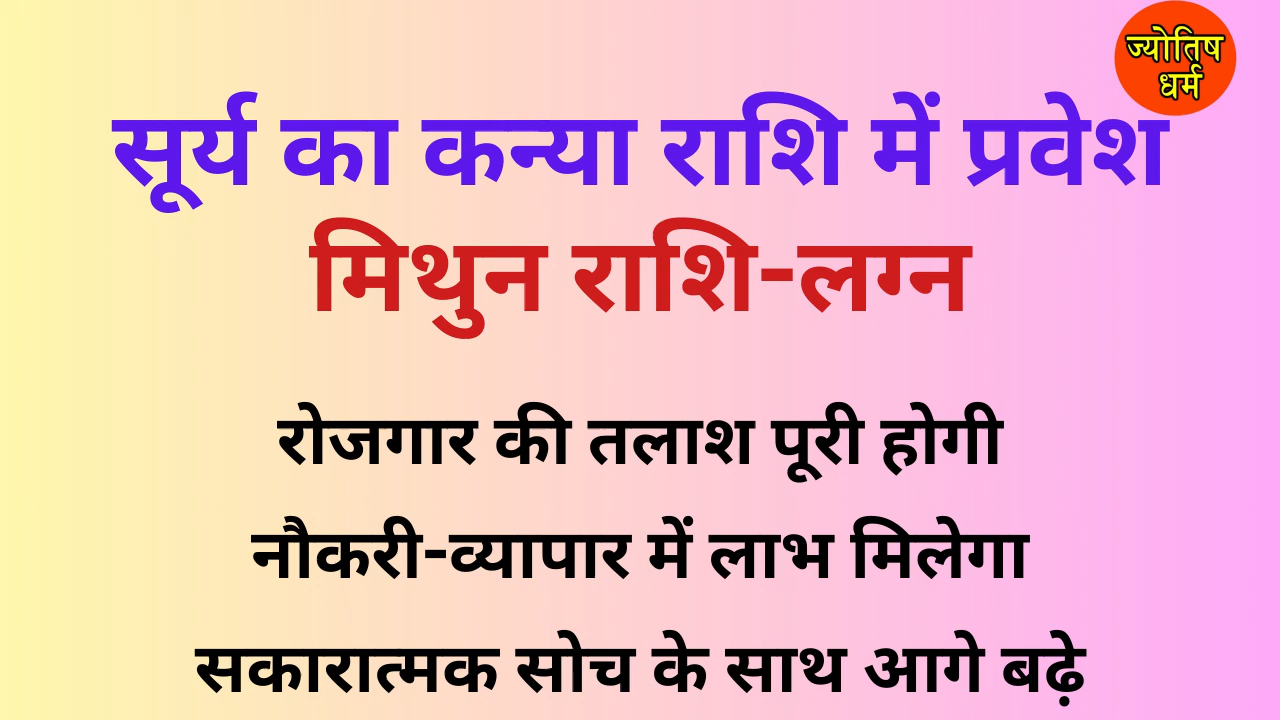 ज्योतिष
धर्म
सूर्य का कन्या राशि में प्रवेश
मिथुन राशि-लग्न
रोजगार की तलाश पूरी होगी
नौकरी-व्यापार में लाभ मिलेगा
सकारात्मक सोच के साथ आगे बढ़े